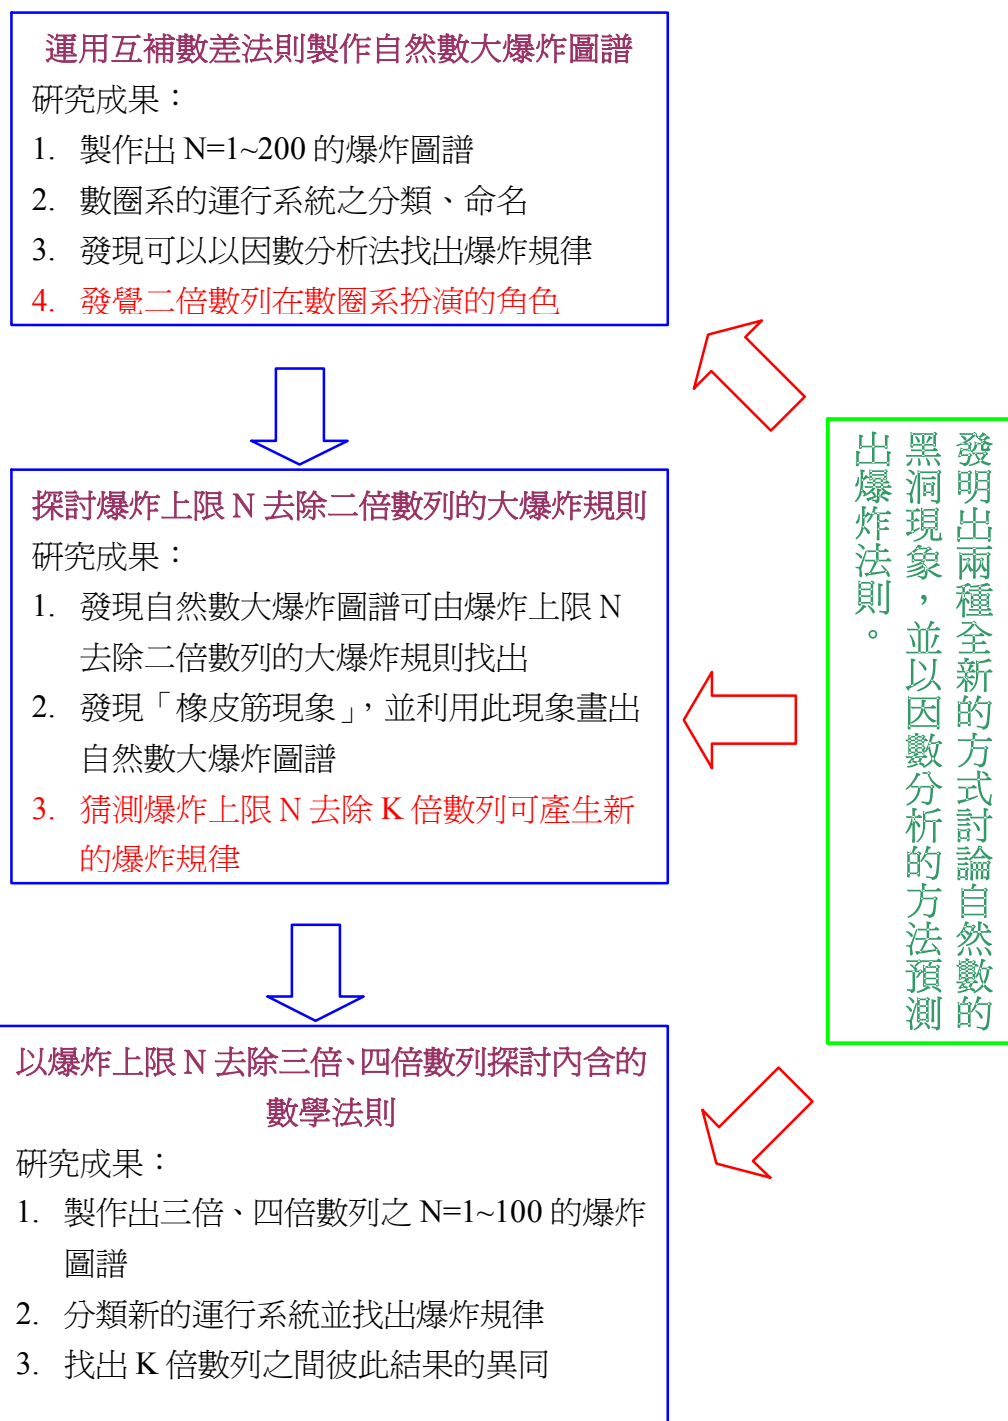 運用互補數差法則製作自然數大爆炸圖譜
研究成果：
1. 製作出 N=1~200 的爆炸圖譜
2. 數圈系的運行系統之分類、命名
3. 發現可以以因數分析法找出爆炸規律
4. 發覺二倍數列在數圈系扮演的角色
探討爆炸上限 N 去除二倍數列的大爆炸規則
研究成果：
1. 發現自然數大爆炸圖譜可由爆炸上限 N
去除二倍數列的大爆炸規則找出
2. 發現「橡皮筋現象」，並利用此現象畫出
自然數大爆炸圖譜
3. 猜測爆炸上限 N 去除 K 倍數列可產生新
的爆炸規律
以爆炸上限 N 去除三倍、四倍數列探討內含的
數學法則
研究成果：
1. 製作出三倍、四倍數列之 N=1~100 的爆炸
圖譜
2. 分類新的運行系統並找出爆炸規律
3. 找出 K 倍數列之間彼此結果的異同
發明出兩種全新的方式討論自然數的
黑洞現象，並以因數分析的方法預測
出爆炸法則。